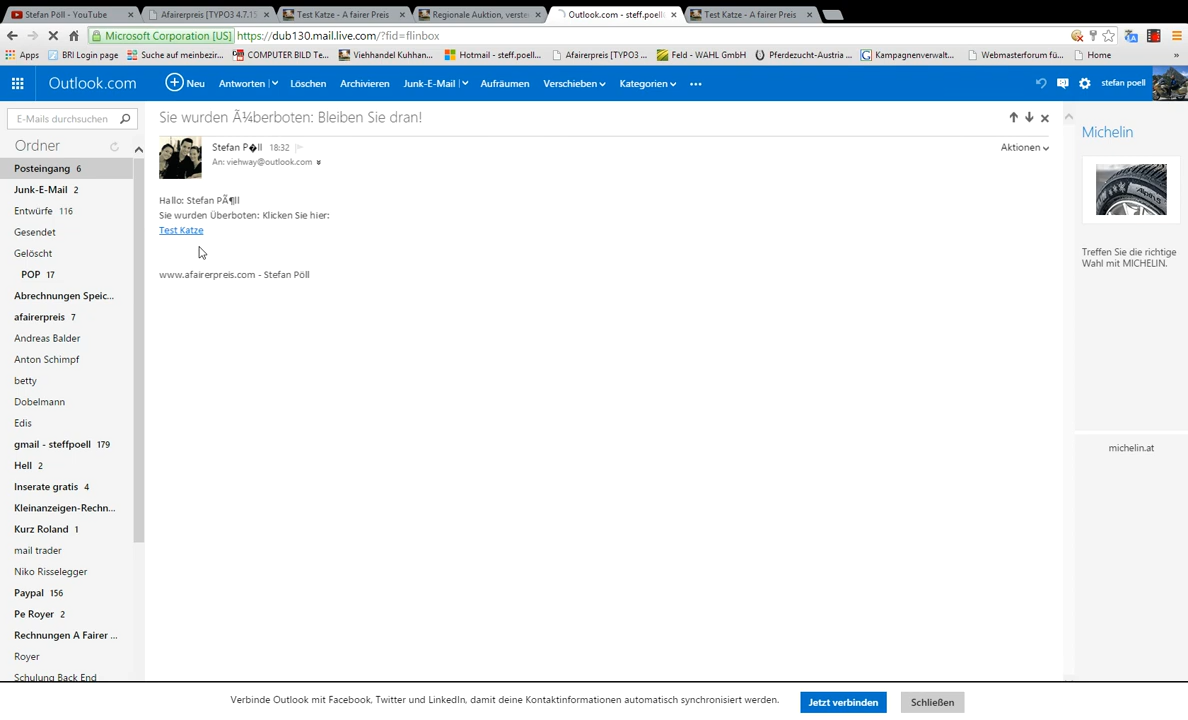 Stefan Pöll - YouTube
Afairerpreis [TYPO3 4.7.15
Test Katze - A fairer Preis
Regionale Auktion, verste
Outlook.com - steff.poell
Test Katze - A fairer Preis
Microsoft Corporation [US] https://dub130.mail.live.com/?fid=flinbox
Apps
BRI Login page
Suche auf meinbezir...
COMPUTER BILD Te...
Viehhandel Kuhhan...
Hotmail - steff.poell...
Afairerpreis [TYPO3 ...
Feld - WAHL GmbH
Pferdezucht-Austria ...
Kampagnenverwalt...
Webmasterforum fü...
Home
»
Outlook.com
Neu
Antworten
Löschen
Archivieren
Junk-E-Mail
Aufräumen
Verschieben
Kategorien
...
stefan poell
E-Mails durchsuchen
Ordner
Posteingang 6
Junk-E-Mail 2
Entwürfe 116
Gesendet
Gelöscht
POP 17
Abrechnungen Speic...
afairerpreis 7
Andreas Balder
Anton Schimpf
betty
Dobelmann
Edis
gmail - steffpoell 179
Hell 2
Inserate gratis 4
Kleinanzeigen-Rechn...
Kurz Roland 1
mail trader
Niko Risselegger
Paypal 156
Pe Royer 2
Rechnungen A Fairer ...
Royer
Schulung Back End
Sie wurden Ã¼berboten: Bleiben Sie dran!
Stefan P�ll 18:32
Aktionen
An: viehway@outlook.com
Hallo: Stefan PÃ¶ll
Sie wurden Überboten: Klicken Sie hier:
Test Katze
www.afairerpreis.com - Stefan Pöll
Michelin
Treffen Sie die richtige
Wahl mit MICHELIN.
michelin.at
Verbinde Outlook mit Facebook, Twitter und LinkedIn, damit deine Kontaktinformationen automatisch synchronisiert werden.
Jetzt verbinden
Schließen